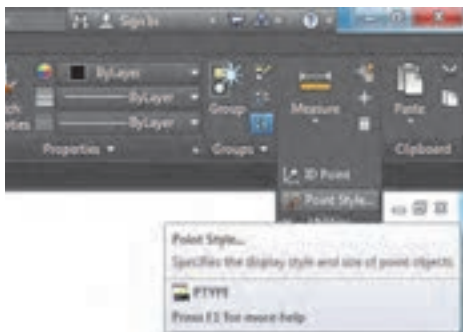 Sign In
ByLayer
ByLayer
ByLayer
Group
Measure
Paste
Properties
Groups
Clipboard
ID Point
Point Style...
Point Style...
Specifies the display style and size of point objects
PTYPE
Press F1 for more help